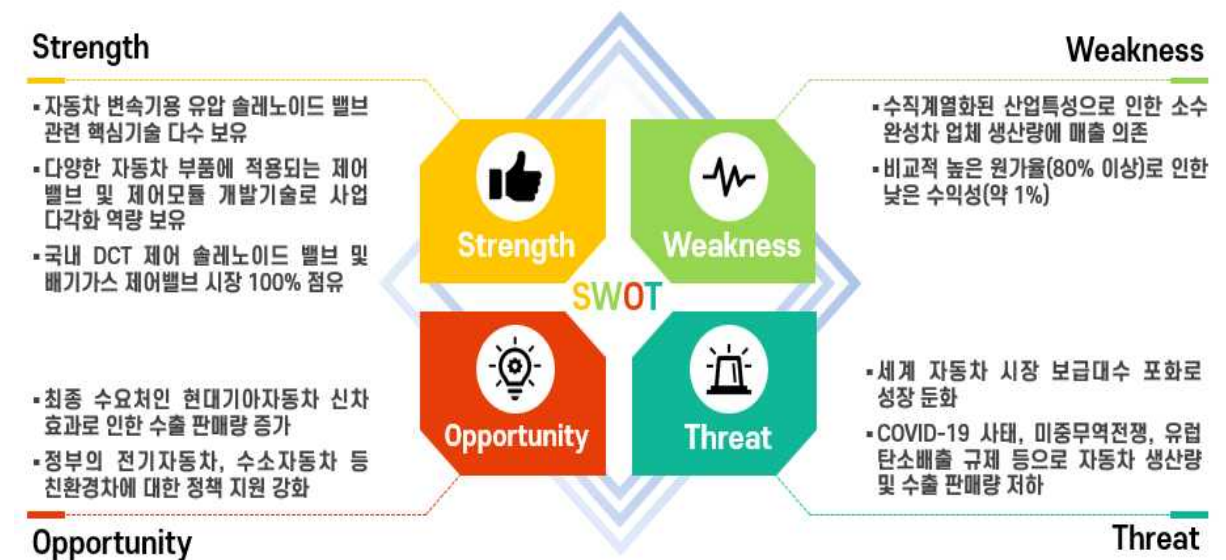 Strength
▪자동차 변속기용 유압 솔레노이드 밸브
관련 핵심기술 다수 보유
▪다양한 자동차 부품에 적용되는 제어
밸브 및 제어모듈 개발기술로 사업
다각화 역량 보유
▪국내 DCT 제어 솔레노이드 밸브 및
배기가스 제어밸브 시장 100% 점유
Weakness
▪수직계열화된 산업특성으로 인한 소수
완성차 업체 생산량에 매출 의존
▪비교적 높은 원가율(80% 이상)로 인한
낮은 수익성(약 1%)
Strength
Weakness
SWOT
Opportunity
Threat
▪최종 수요처인 현대기아자동차 신차
효과로 인한 수출 판매량 증가
▪정부의 전기자동차, 수소자동차 등
친환경차에 대한 정책 지원 강화
Opportunity
▪세계 자동차 시장 보급대수 포화로
성장 둔화
▪COVID-19 사태, 미중무역전쟁, 유럽
탄소배출 규제 등으로 자동차 생산량
및 수출 판매량 저하
Threat